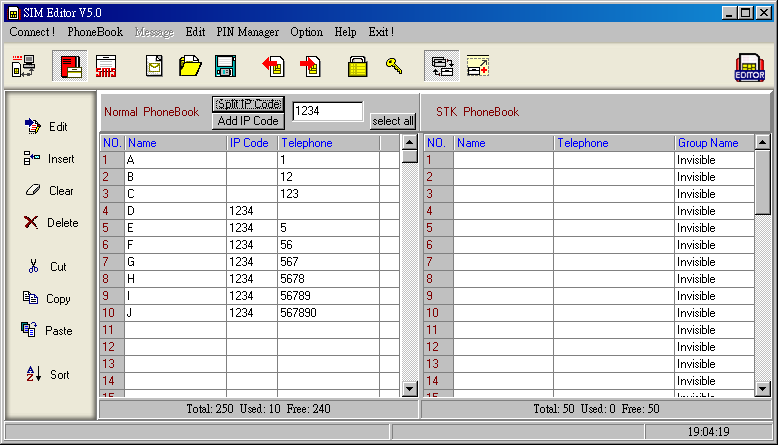 SIM Editor V5.0
Connect ! PhoneBook Message Edit PIN Manager Option Help Exit !
SMS
EDITOR
Edit
Insert
Clear
Delete
Cut
Copy
Paste
Sort
Normal PhoneBook Split IP Code Add IP Code 1234 select all
NO. Name IP Code Telephone
1 A 1
2 B 12
3 C 123
4 D 1234
5 E 1234 5
6 F 1234 56
7 G 1234 567
8 H 1234 5678
9 I 1234 56789
10 J 1234 567890
11
12
13
14
15
Total: 250 Used: 10 Free: 240
STK PhoneBook
NO. Name Telephone Group Name
1 Invisible
2 Invisible
3 Invisible
4 Invisible
5 Invisible
6 Invisible
7 Invisible
8 Invisible
9 Invisible
10 Invisible
11 Invisible
12 Invisible
13 Invisible
14 Invisible
15 Invisible
Total: 50 Used: 0 Free: 50
19:04:19